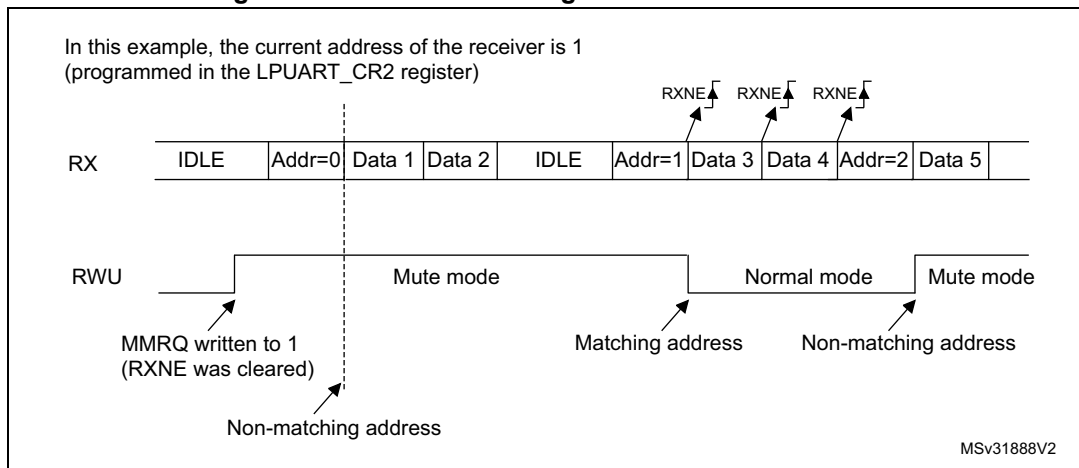 In this example, the current address of the receiver is 1
(programmed in the LPUART_CR2 register)
RXNE RXNE RXNE
RX IDLE Addr=0 Data 1 Data 2 IDLE Addr=1 Data 3 Data 4 Addr=2 Data 5
RWU Mute mode Normal mode Mute mode
MMRQ written to 1 Matching address Non-matching address
(RXNE was cleared)
Non-matching address
MSv31888V2